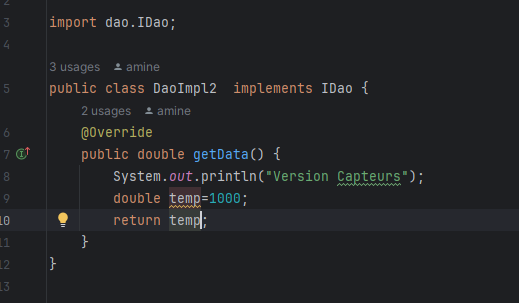 2
3 import dao.IDao;
4
3 usages amine
5 public class DaoImpl2  implements IDao {
2 usages amine
6 @Override
7 public double getData() {
8 System.out.println("Version Capteurs");
9 double temp=1000;
10 return temp;
11 }
12 }
13